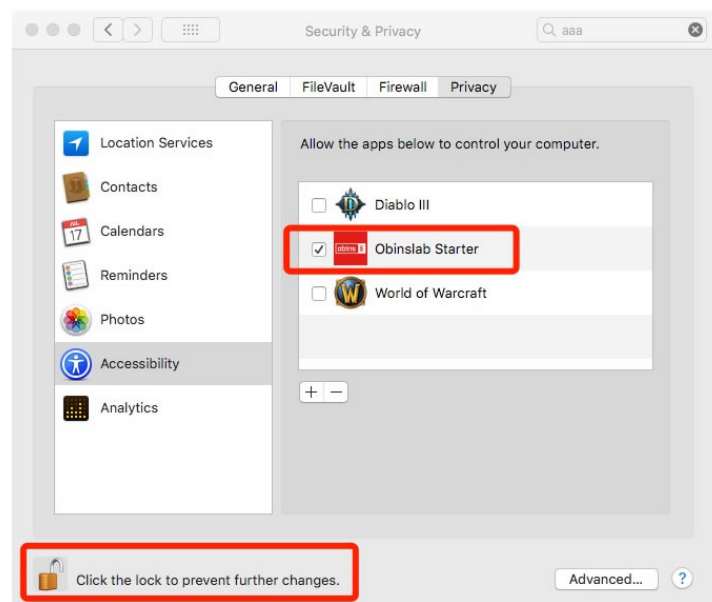 Security & Privacy
aaa
General FileVault Firewall Privacy
Location Services
Contacts
JUL
17
Calendars
Reminders
Photos
Accessibility
Analytics
Allow the apps below to control your computer.
Diablo III
obins
Obinslab Starter
World of Warcraft
Click the lock to prevent further changes.
Advanced...
?